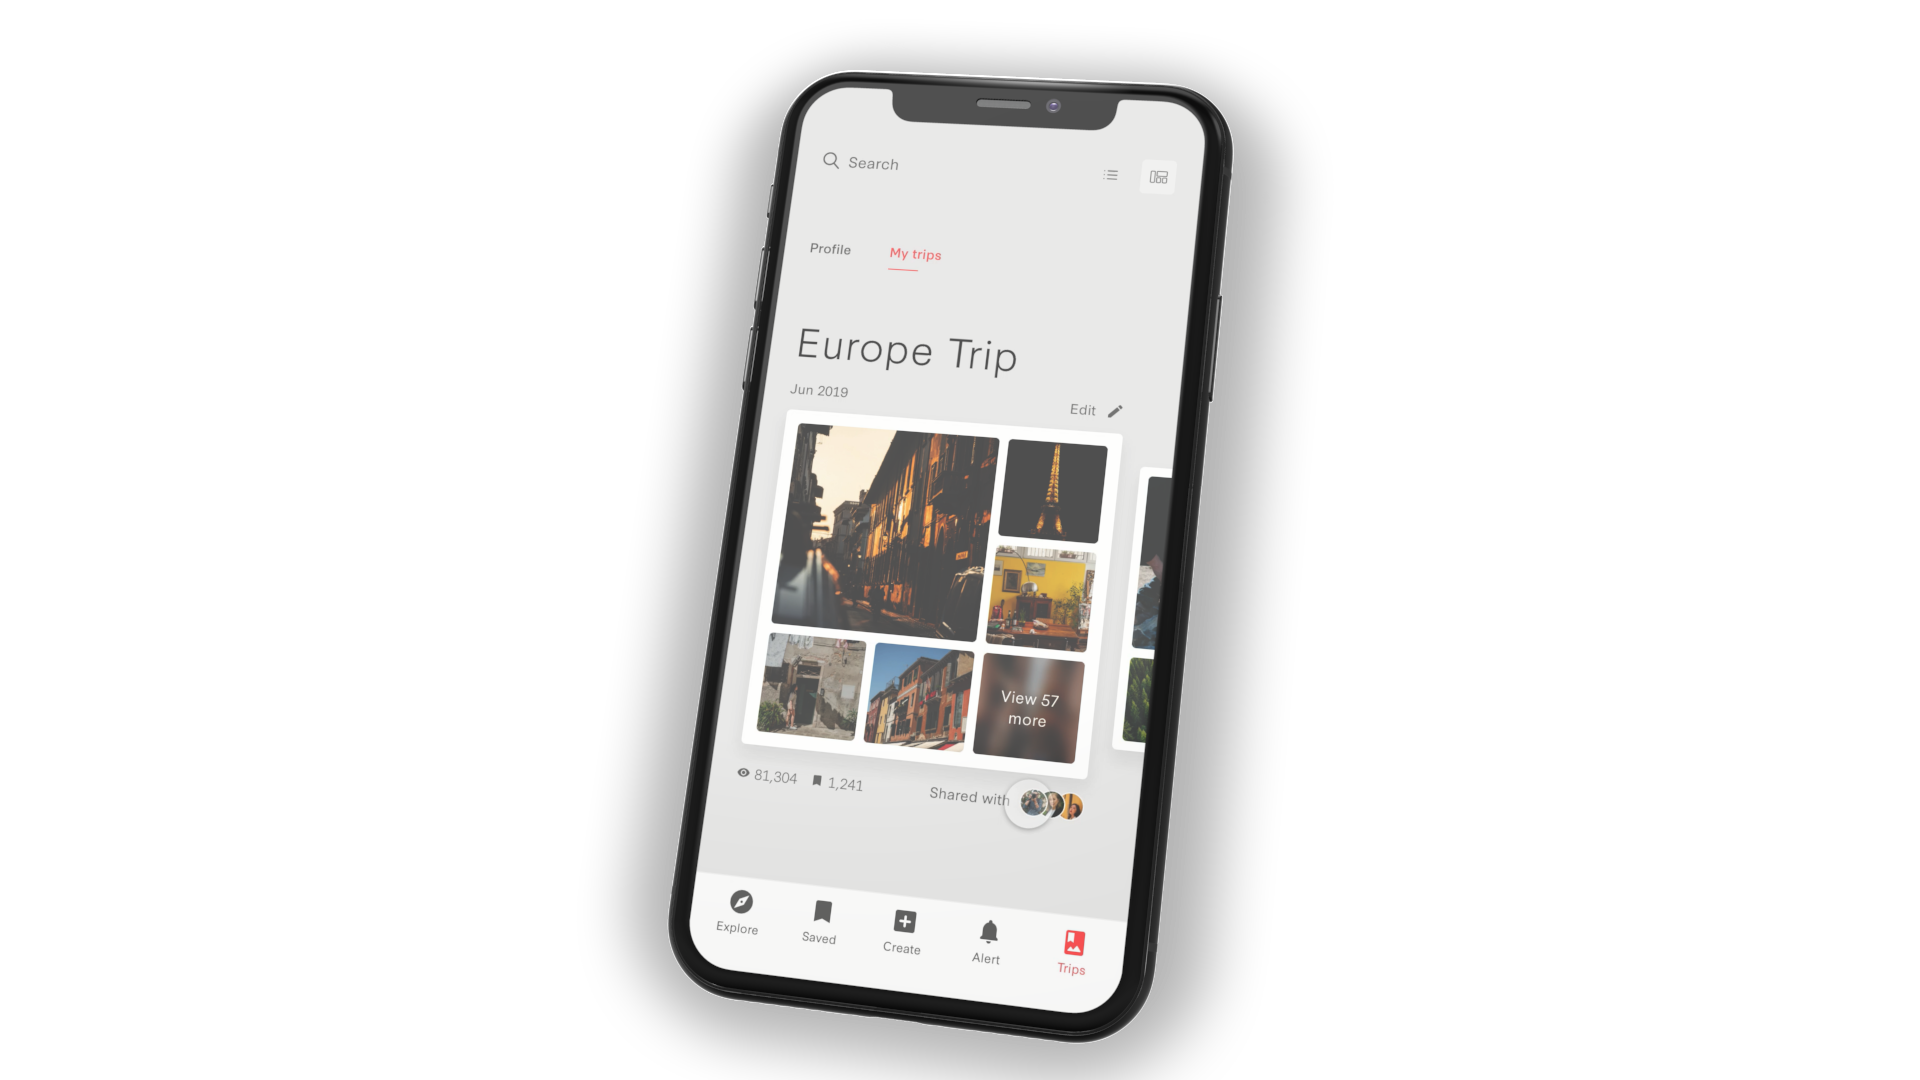 Search
Profile
My trips
Europe Trip
Jun 2019
Edit
View 57
more
81,304
1,241
Shared with
Explore
Saved
Create
Alert
Trips